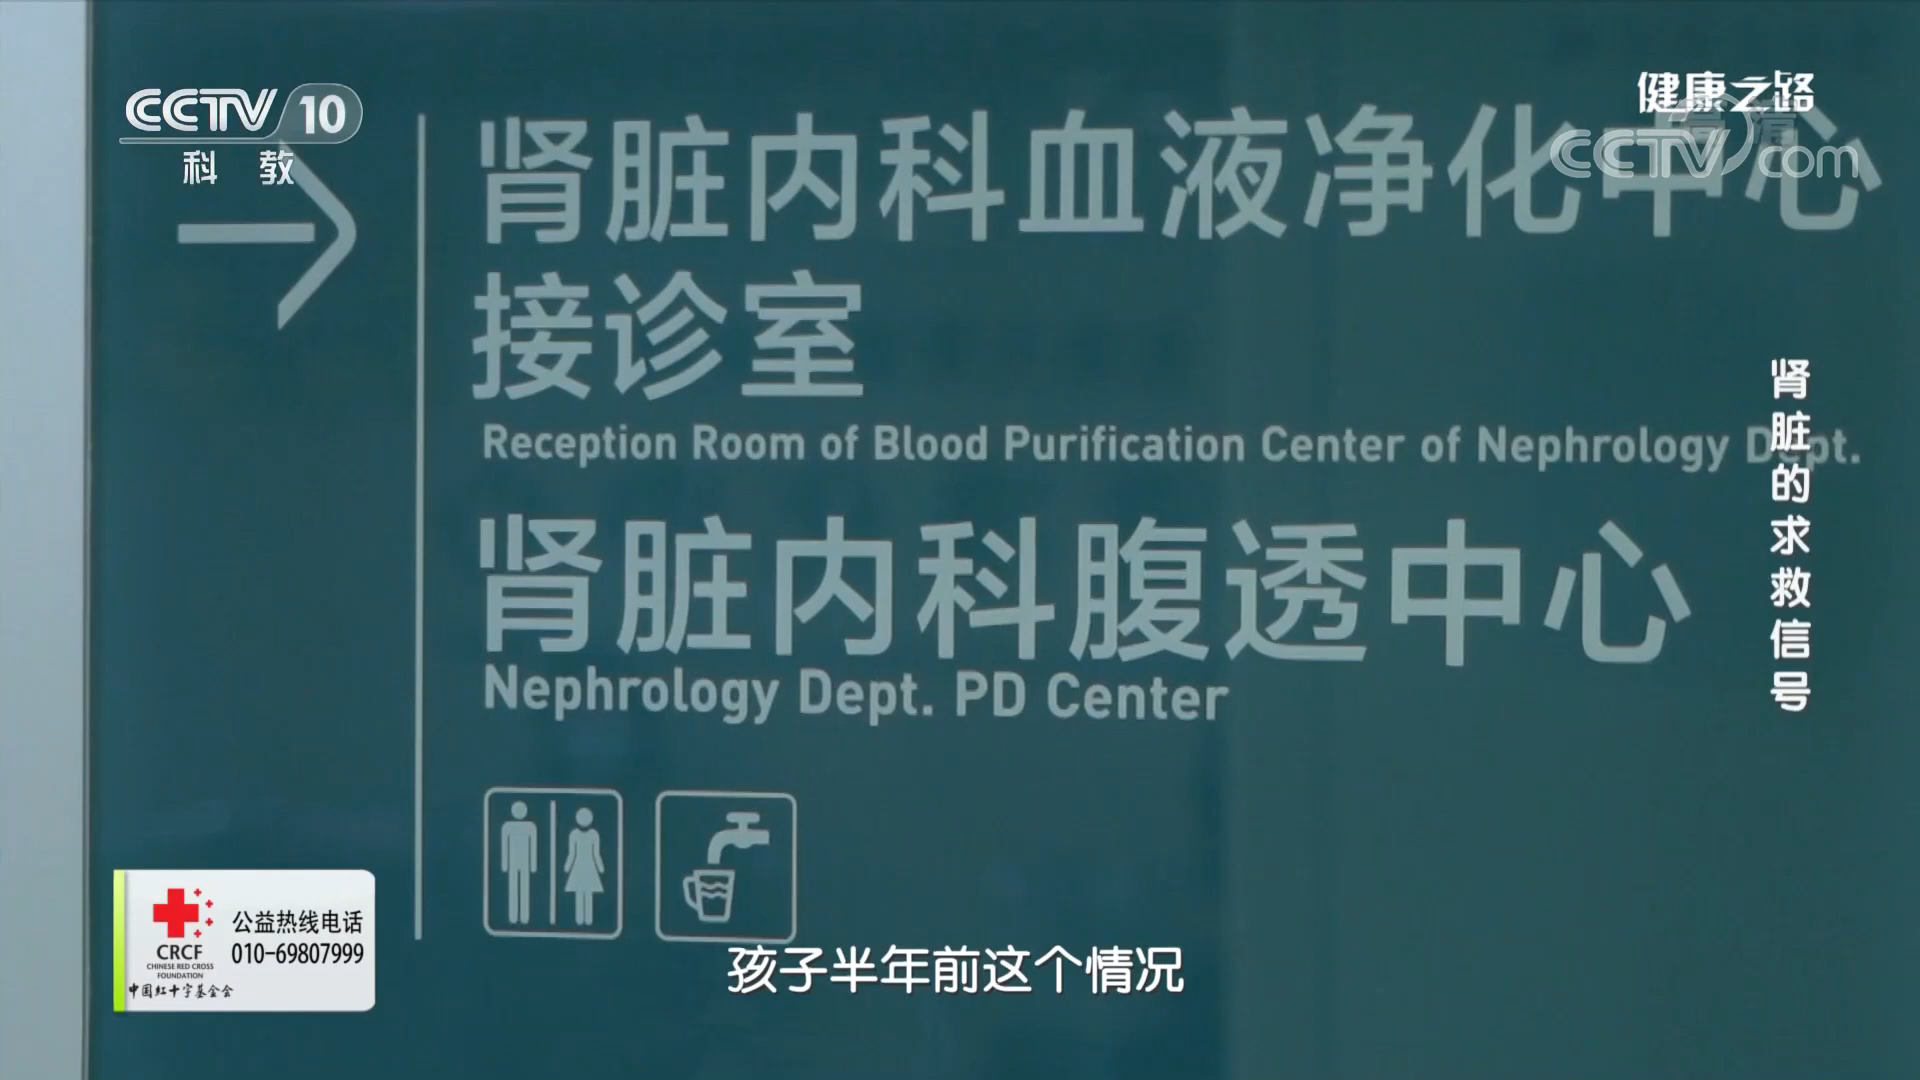 CCTV 10
科教
健康之路
高清
CCTV.com
肾脏内科血液净化中心
接诊室
Reception Room of Blood Purification Center of Nephrology Dept.
肾脏内科腹透中心
Nephrology Dept. PD Center
肾脏的求救信号
CRCF
CHINESE RED CROSS
FOUNDATION
中国红十字基金会
公益热线电话
010-69807999
孩子半年前这个情况